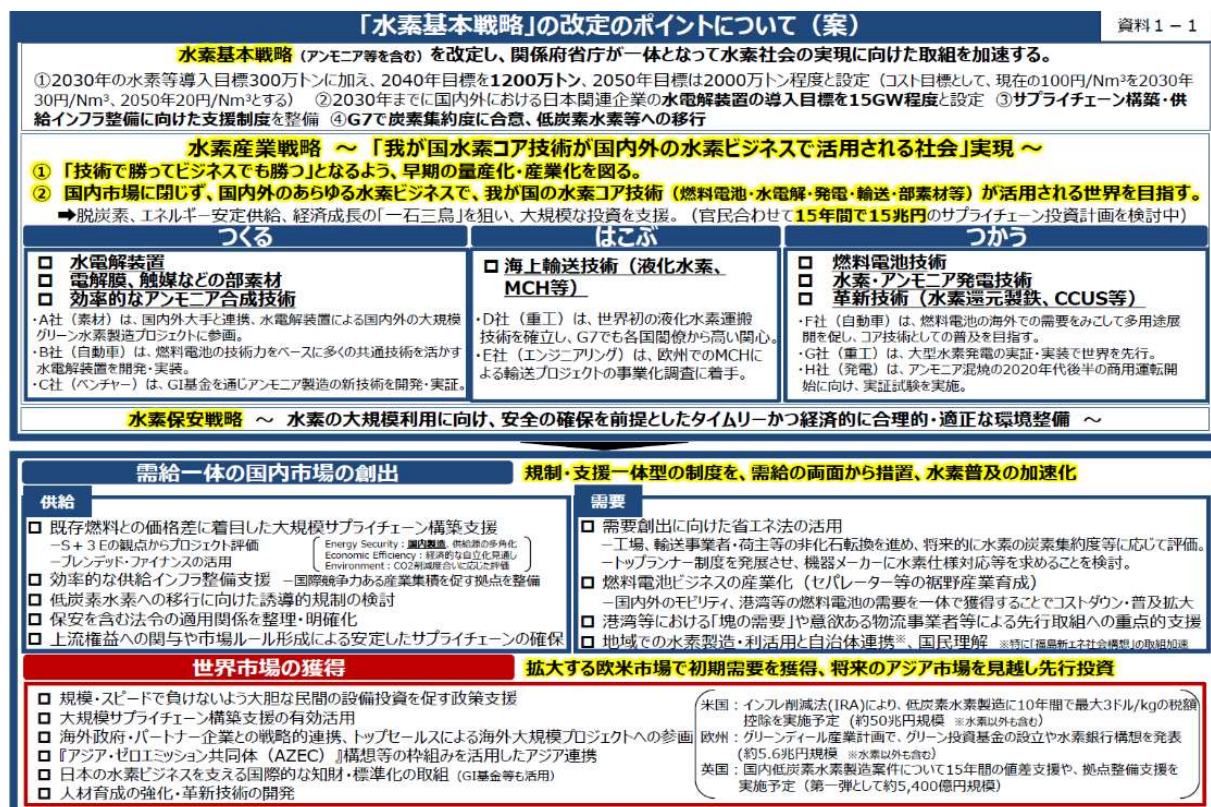 「水素基本戦略」の改定のポイントについて（案）
資料１－１
水素基本戦略（アンモニア等を含む）を改定し、関係府省庁が一体となって水素社会の実現に向けた取組を加速する。
①2030年の水素等導入目標300万トンに加え、2040年目標を1200万トン、2050年目標は2000万トン程度と設定（コスト目標として、現在の100円/Nm³を2030年
30円/Nm³、2050年20円/Nm³とする） ②2030年までに国内外における日本関連企業の水電解装置の導入目標を15GW程度と設定 ③サプライチェーン構築・供
給インフラ整備に向けた支援制度を整備 ④G7で炭素集約度に合意、低炭素水素等への移行
水素産業戦略 ～ 「我が国水素コア技術が国内外の水素ビジネスで活用される社会」実現 ～
① 「技術で勝ってビジネスでも勝つ」となるよう、早期の量産化・産業化を図る。
② 国内市場に閉じず、国内外のあらゆる水素ビジネスで、我が国の水素コア技術（燃料電池・水電解・発電・輸送・部素材等）が活用される世界を目指す。
➡脱炭素、エネルギー安定供給、経済成長の「一石三鳥」を狙い、大規模な投資を支援。（官民合わせて15年間で15兆円のサプライチェーン投資計画を検討中）
つくる
□ 水電解装置
□ 電解膜、触媒などの部素材
□ 効率的なアンモニア合成技術
・A社（素材）は、国内外大手と連携、水電解装置による国内外の大規模
グリーン水素製造プロジェクトに参画。
・B社（自動車）は、燃料電池の技術力をベースに多くの共通技術を活かす
水電解装置を開発・実装。
・C社（ベンチャー）は、GI基金を通じアンモニア製造の新技術を開発・実証。
はこぶ
□ 海上輸送技術（液化水素、
MCH等）
・D社（重工）は、世界初の液化水素運搬
技術を確立し、G7でも各国閣僚から高い関心。
・E社（エンジニアリング）は、欧州でのMCHに
よる輸送プロジェクトの事業化調査に着手。
つかう
□ 燃料電池技術
□ 水素・アンモニア発電技術
□ 革新技術（水素還元製鉄、CCUS等）
・F社（自動車）は、燃料電池の海外での需要をみこして多用途展
開を促し、コア技術としての普及を目指す。
・G社（重工）は、大型水素発電の実証・実装で世界を先行。
・H社（発電）は、アンモニア混焼の2020年代後半の商用運転開
始に向け、実証試験を実施。
水素保安戦略 ～ 水素の大規模利用に向け、安全の確保を前提としたタイムリーかつ経済的に合理的・適正な環境整備 ～
需給一体の国内市場の創出
規制・支援一体型の制度を、需給の両面から措置、水素普及の加速化
供給
□ 既存燃料との価格差に着目した大規模サプライチェーン構築支援
－S＋３Eの観点からプロジェクト評価
－ブレンデッド・ファイナンスの活用
Energy Security：国内製造、供給源の多角化
Economic Efficiency：経済的な自立化見通し
Environment：CO2削減度合いに応じた評価
□ 効率的な供給インフラ整備支援 －国際競争力ある産業集積を促す拠点を整備
□ 低炭素水素への移行に向けた誘導的規制の検討
□ 保安を含む法令の適用関係を整理・明確化
□ 上流権益への関与や市場ルール形成による安定したサプライチェーンの確保
需要
□ 需要創出に向けた省エネ法の活用
－工場、輸送事業者・荷主等の非化石転換を進め、将来的に水素の炭素集約度等に応じて評価。
－トップランナー制度を発展させ、機器メーカーに水素仕様対応等を求めることを検討。
□ 燃料電池ビジネスの産業化（セパレーター等の裾野産業育成）
－国内外のモビリティ、港湾等の燃料電池の需要を一体で獲得することでコストダウン・普及拡大
□ 港湾等における「塊の需要」や意欲ある物流事業者等による先行取組への重点的支援
□ 地域での水素製造・利活用と自治体連携※、国民理解 ※特に「福島新エネ社会構想」の取組加速
世界市場の獲得
拡大する欧米市場で初期需要を獲得、将来のアジア市場を見越し先行投資
□ 規模・スピードで負けないよう大胆な民間の設備投資を促す政策支援
□ 大規模サプライチェーン構築支援の有効活用
□ 海外政府・パートナー企業との戦略的連携、トップセールスによる海外大規模プロジェクトへの参画
□ 『アジア・ゼロエミッション共同体（AZEC）』構想等の枠組みを活用したアジア連携
□ 日本の水素ビジネスを支える国際的な知財・標準化の取組（GI基金等も活用）
□ 人材育成の強化・革新技術の開発
米国：インフレ削減法(IRA)により、低炭素水素製造に10年間で最大3ドル/kgの税額
控除を実施予定（約50兆円規模 ※水素以外も含む）
欧州：グリーンディール産業計画で、グリーン投資基金の設立や水素銀行構想を発表
（約5.6兆円規模 ※水素以外も含む）
英国：国内低炭素水素製造案件について15年間の値差支援や、拠点整備支援を
実施予定（第一弾として約5,400億円規模）